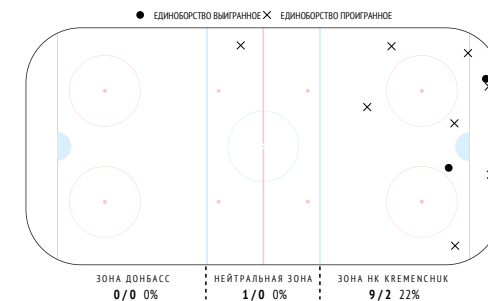 ЕДИНОБОРСТВО ВЫИГРАННОЕ ЕДИНОБОРСТВО ПРОИГРАННОЕ
ЗОНА ДОНБАСС НЕЙТРАЛЬНАЯ ЗОНА ЗОНА НК KREMENCHUK
0/0 0% 1/0 0% 9/2 22%